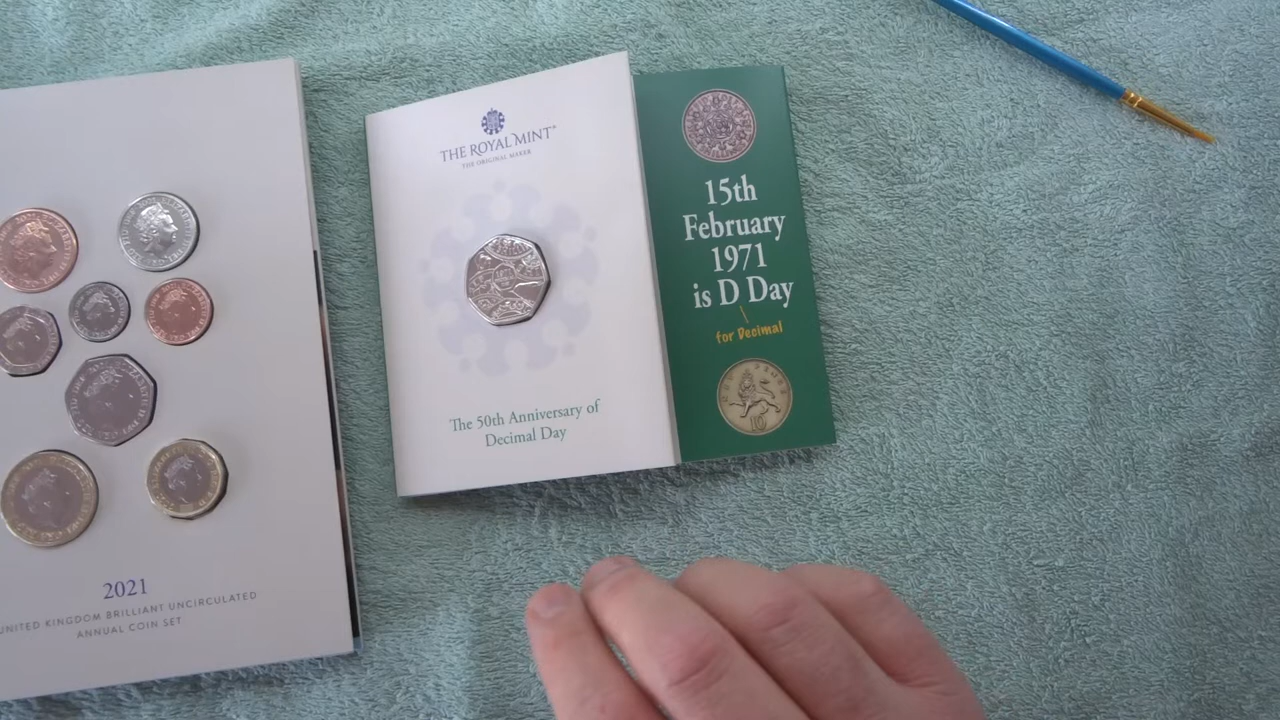 2021
UNITED KINGDOM BRILLIANT UNCIRCULATED
ANNUAL COIN SET
THE ROYAL MINT®
THE ORIGINAL MAKER
The 50th Anniversary of
Decimal Day
15th
February
1971
is D Day
for Decimal
10